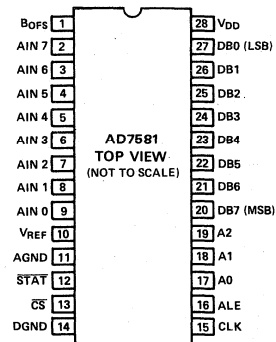 BOFS 1 28 VDD
AIN 7 2 27 DB0 (LSB)
AIN 6 3 26 DB1
AIN 5 4 25 DB2
AIN 4 5 24 DB3
AIN 3 6 23 DB4
AD7581
TOP VIEW
(NOT TO SCALE)
AIN 2 7 22 DB5
AIN 1 8 21 DB6
AIN 0 9 20 DB7 (MSB)
VREF 10 19 A2
AGND 11 18 A1
STAT 12 17 A0
CS 13 16 ALE
DGND 14 15 CLK